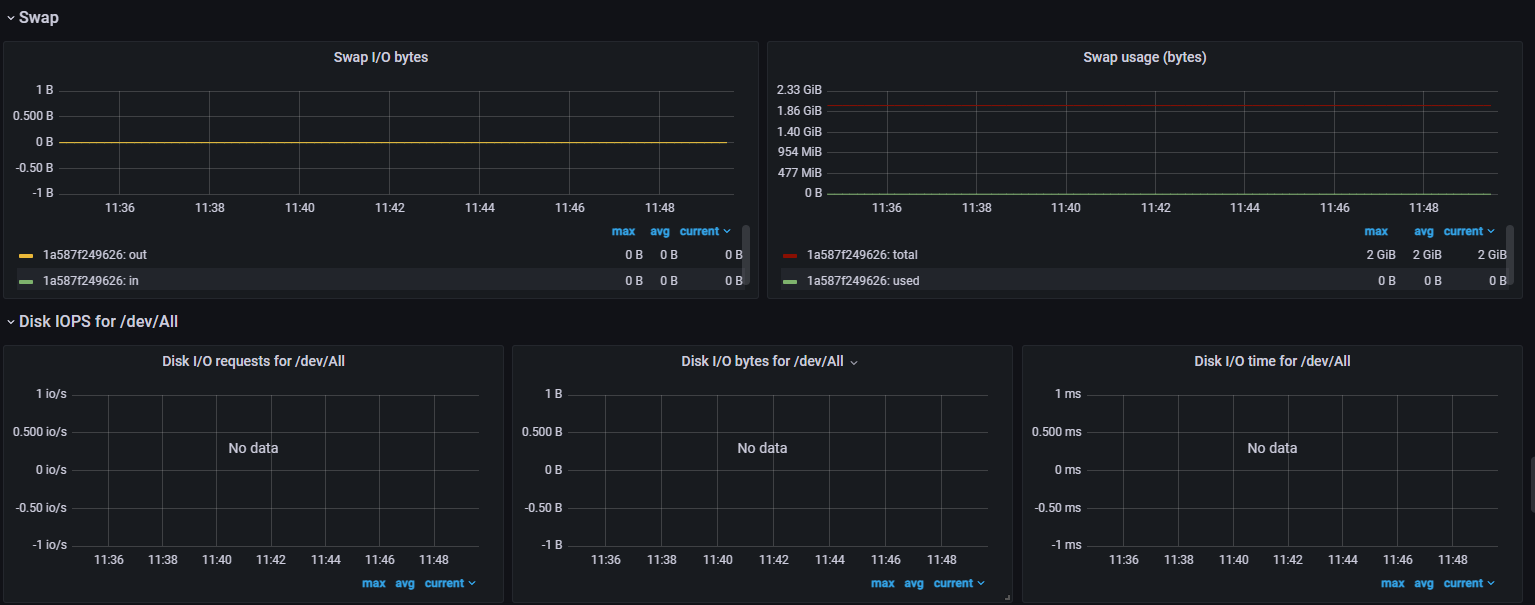 Swap
Swap I/O bytes
1 B
0.500 B
0 B
-0.50 B
-1 B
11:36 11:38 11:40 11:42 11:44 11:46 11:48
max avg current
1a587f249626: out 0 B 0 B 0 B
1a587f249626: in 0 B 0 B 0 B
Swap usage (bytes)
2.33 GiB
1.86 GiB
1.40 GiB
954 MiB
477 MiB
0 B
11:36 11:38 11:40 11:42 11:44 11:46 11:48
max avg current
1a587f249626: total 2 GiB 2 GiB 2 GiB
1a587f249626: used 0 B 0 B 0 B
Disk IOPS for /dev/All
Disk I/O requests for /dev/All
1 io/s
0.500 io/s
No data
0 io/s
-0.50 io/s
-1 io/s
11:36 11:38 11:40 11:42 11:44 11:46 11:48
max avg current
Disk I/O bytes for /dev/All
1 B
0.500 B
No data
0 B
-0.50 B
-1 B
11:36 11:38 11:40 11:42 11:44 11:46 11:48
max avg current
Disk I/O time for /dev/All
1 ms
0.500 ms
No data
0 ms
-0.50 ms
-1 ms
11:36 11:38 11:40 11:42 11:44 11:46 11:48
max avg current